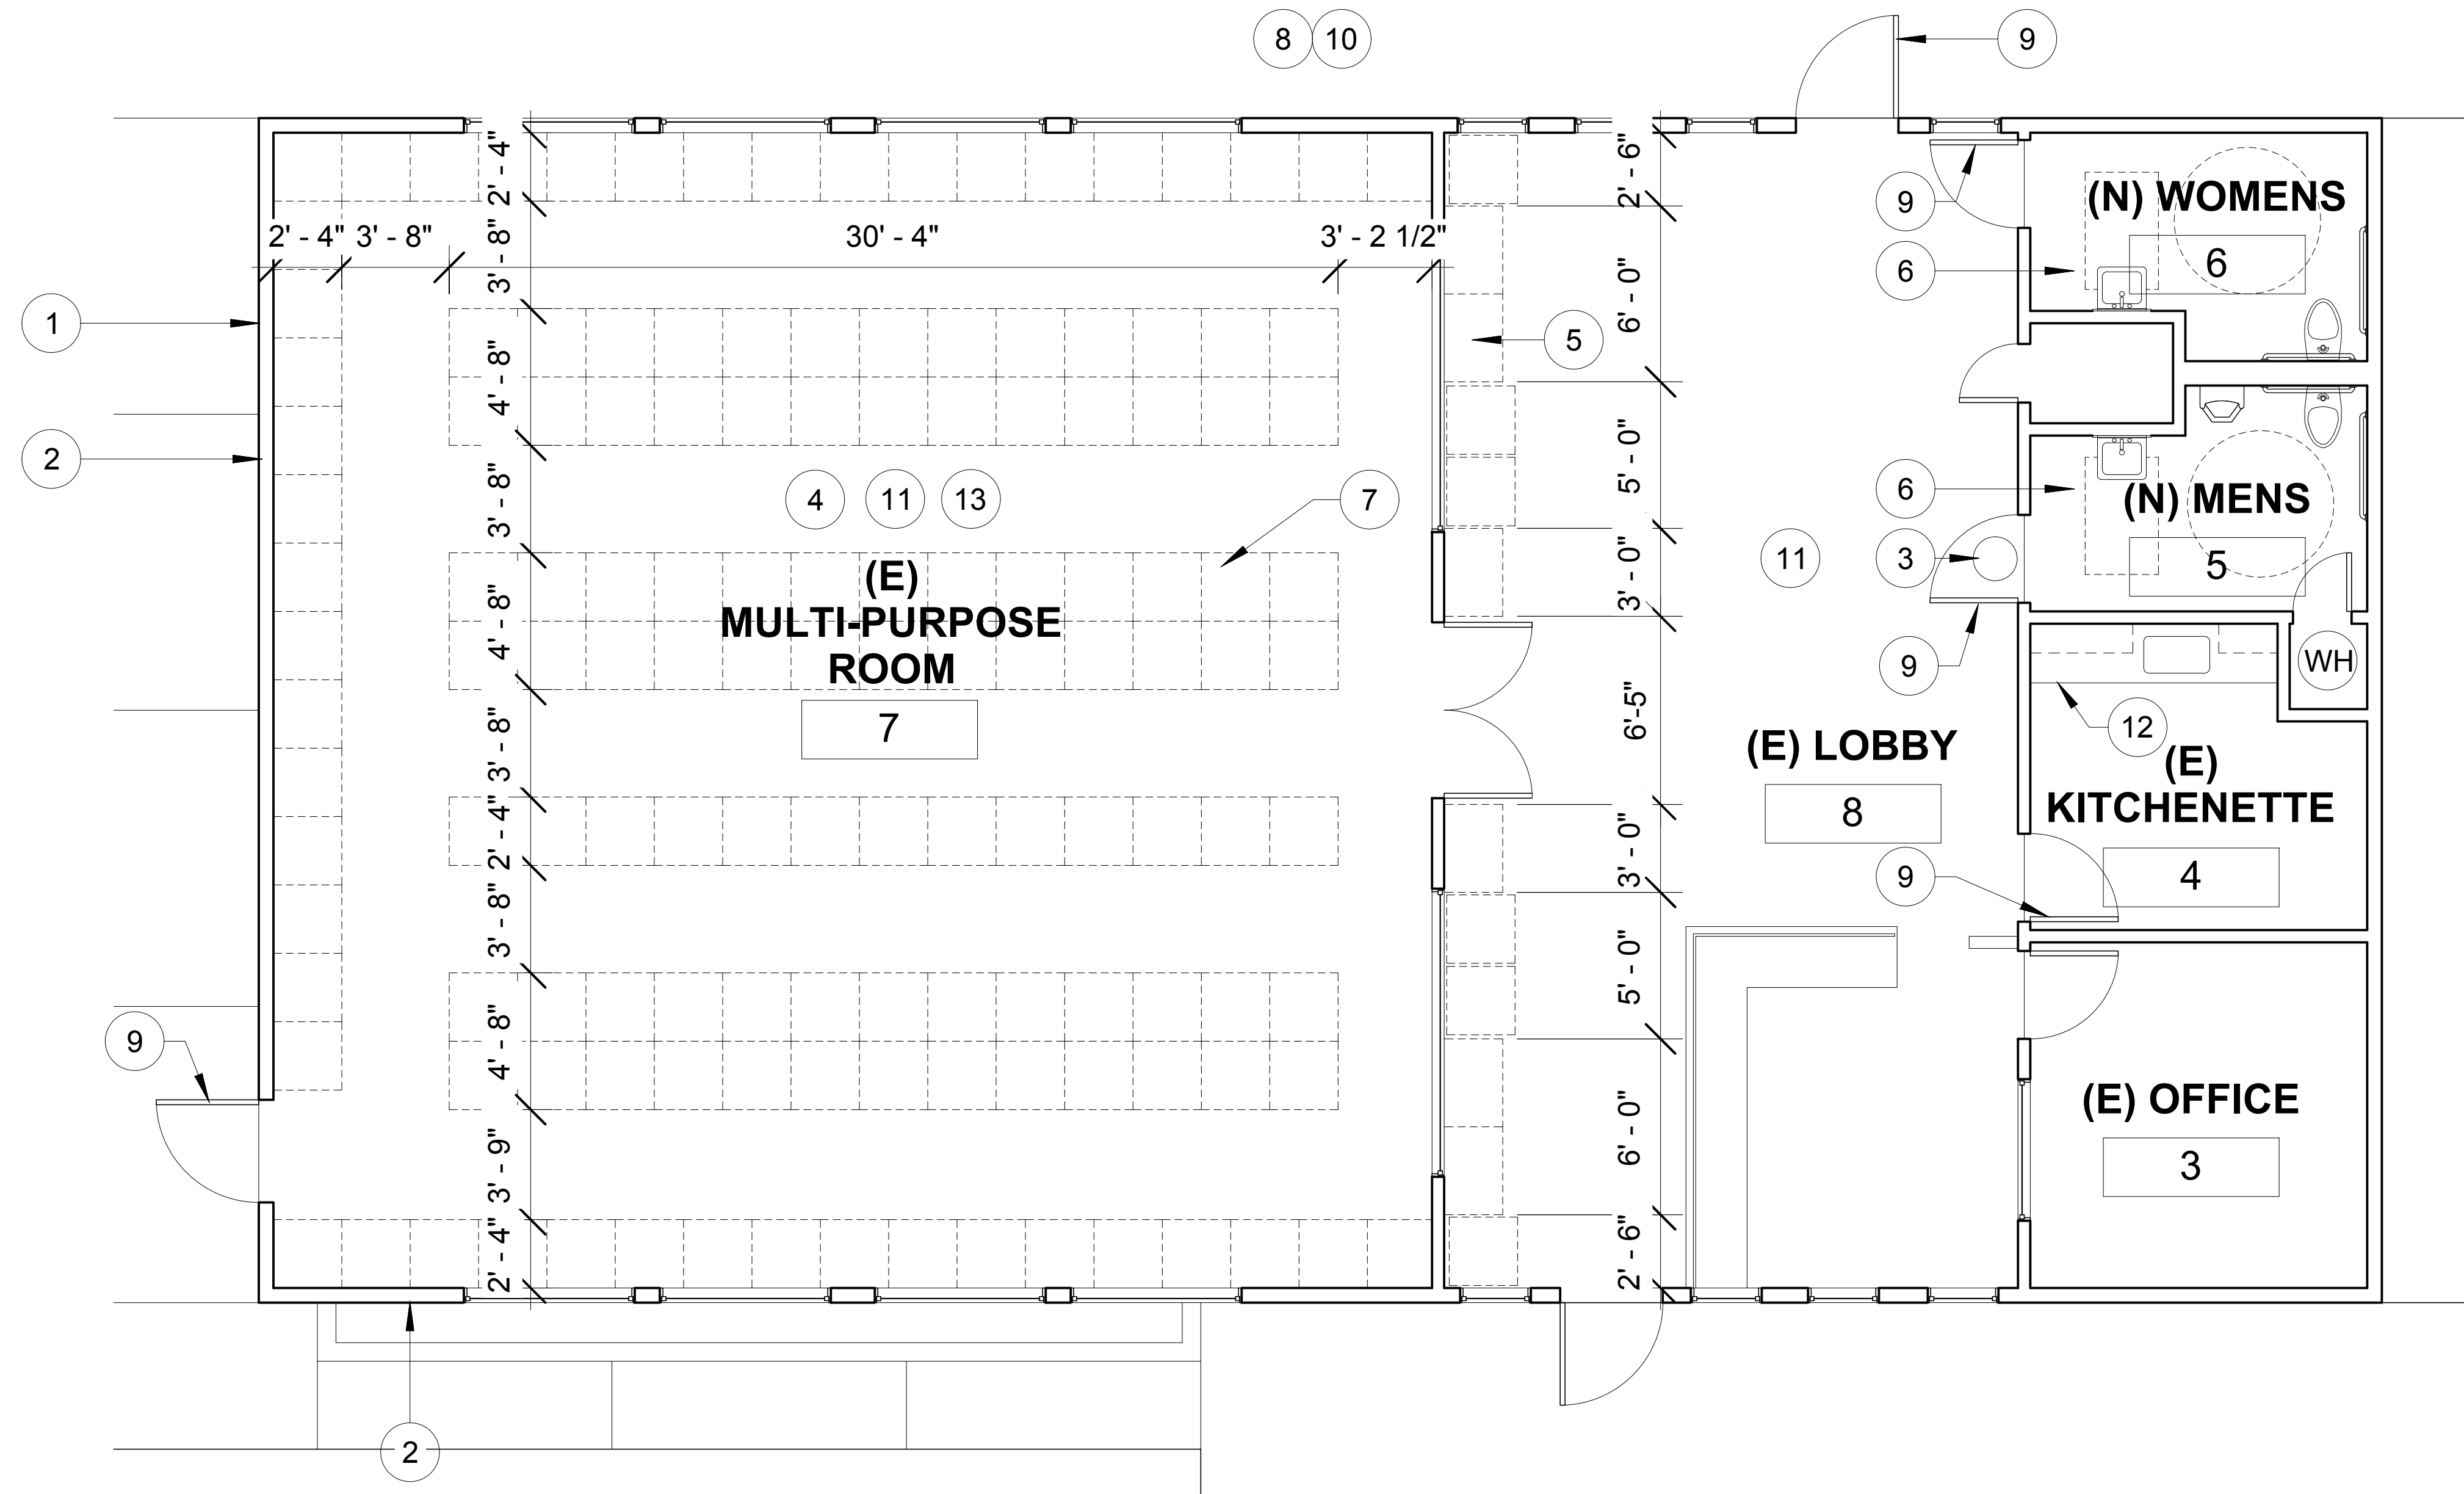 8 10
9
2' - 4"
3' - 8"
4' - 8"
3' - 8"
4' - 8"
3' - 8"
2' - 4"
3' - 8"
4' - 8"
3' - 9"
2' - 4"
2' - 4" 3' - 8" 30' - 4" 3' - 2 1/2"
1
2
9
2
4 11 13
7
(E)
MULTI-PURPOSE
ROOM
7
5
2' - 6"
6' - 0"
5' - 0"
3' - 0"
6'-5"
3' - 0"
5' - 0"
6' - 0"
2' - 6"
9
6
(N) WOMENS
6
6
(N) MENS
5
11
3
9
WH
12
(E) LOBBY
8
(E)
KITCHENETTE
4
9
(E) OFFICE
3